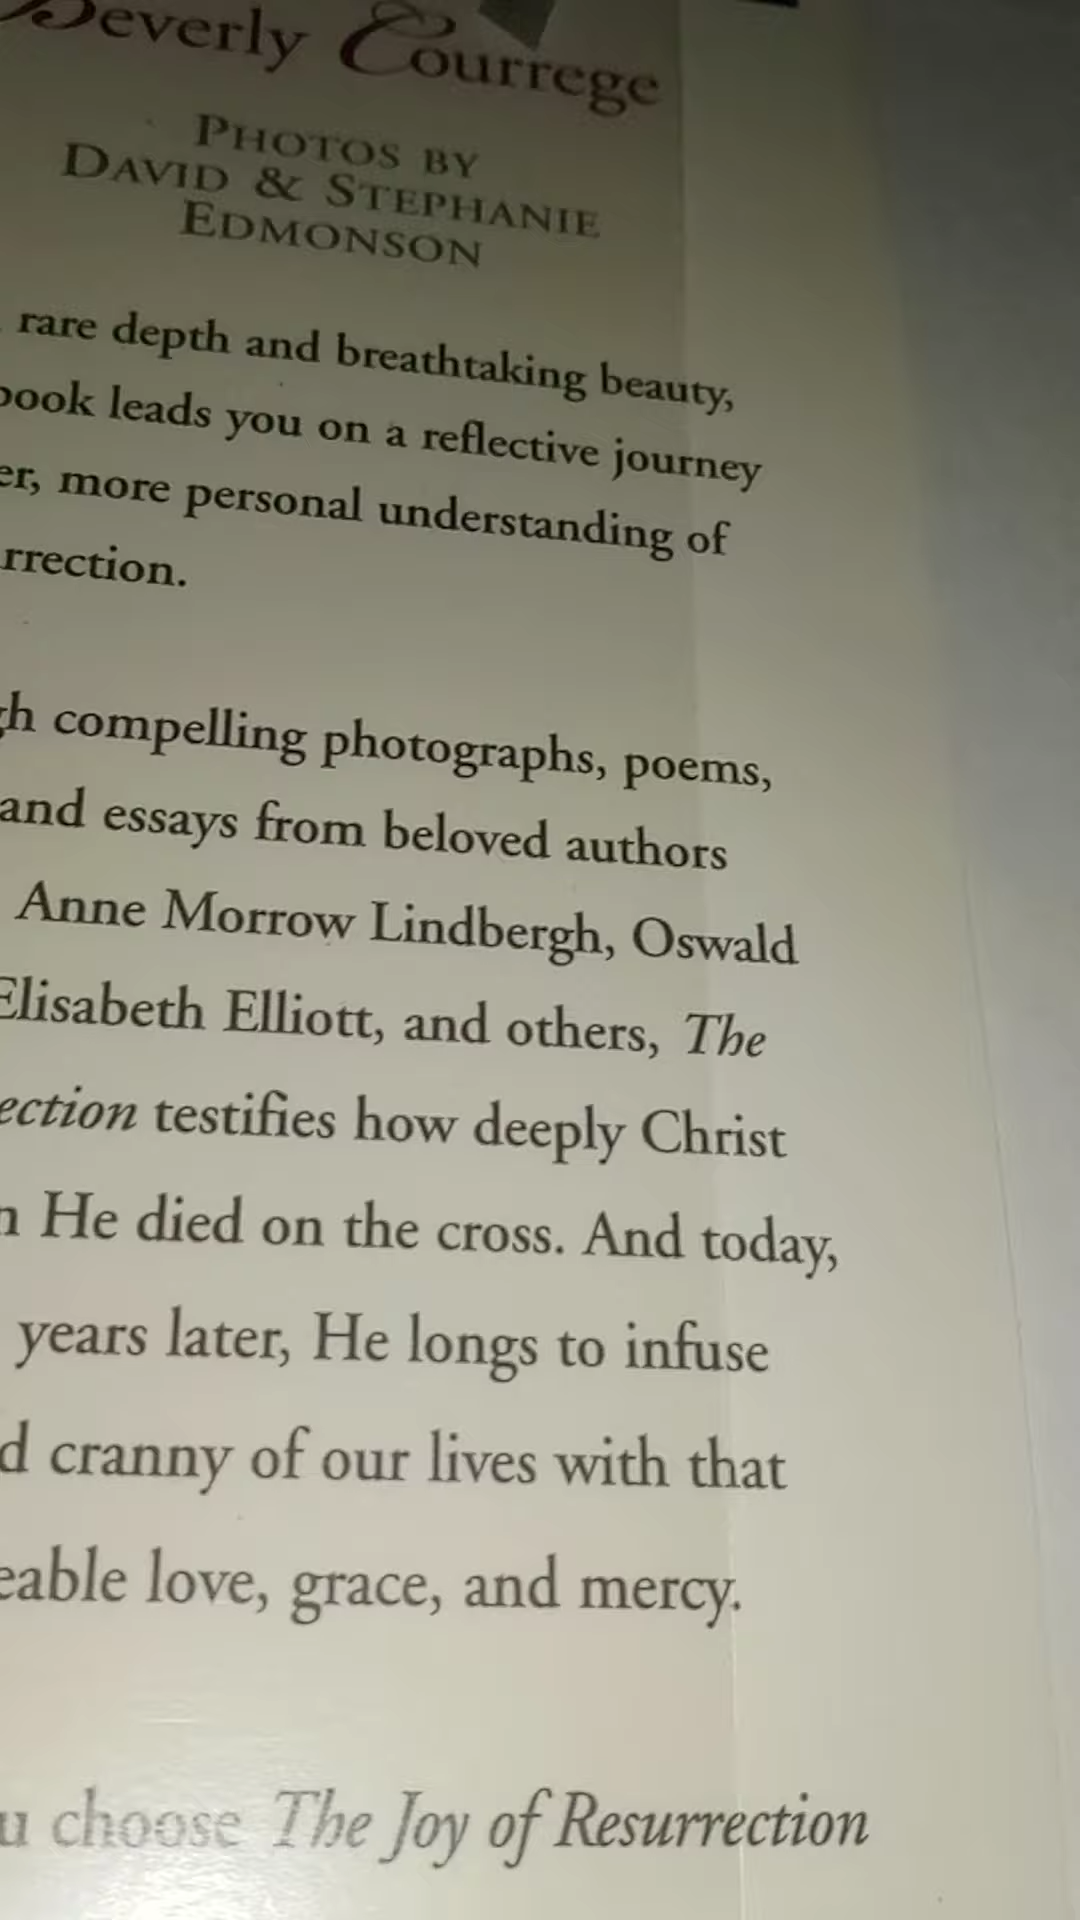 Beverly Courrege
PHOTOS BY
DAVID & STEPHANIE
EDMONSON
rare depth and breathtaking beauty,
book leads you on a reflective journey
er, more personal understanding of
rrection.
gh compelling photographs, poems,
and essays from beloved authors
Anne Morrow Lindbergh, Oswald
Elisabeth Elliott, and others, The
ection testifies how deeply Christ
n He died on the cross. And today,
years later, He longs to infuse
d cranny of our lives with that
eable love, grace, and mercy.
u choose The Joy of Resurrection